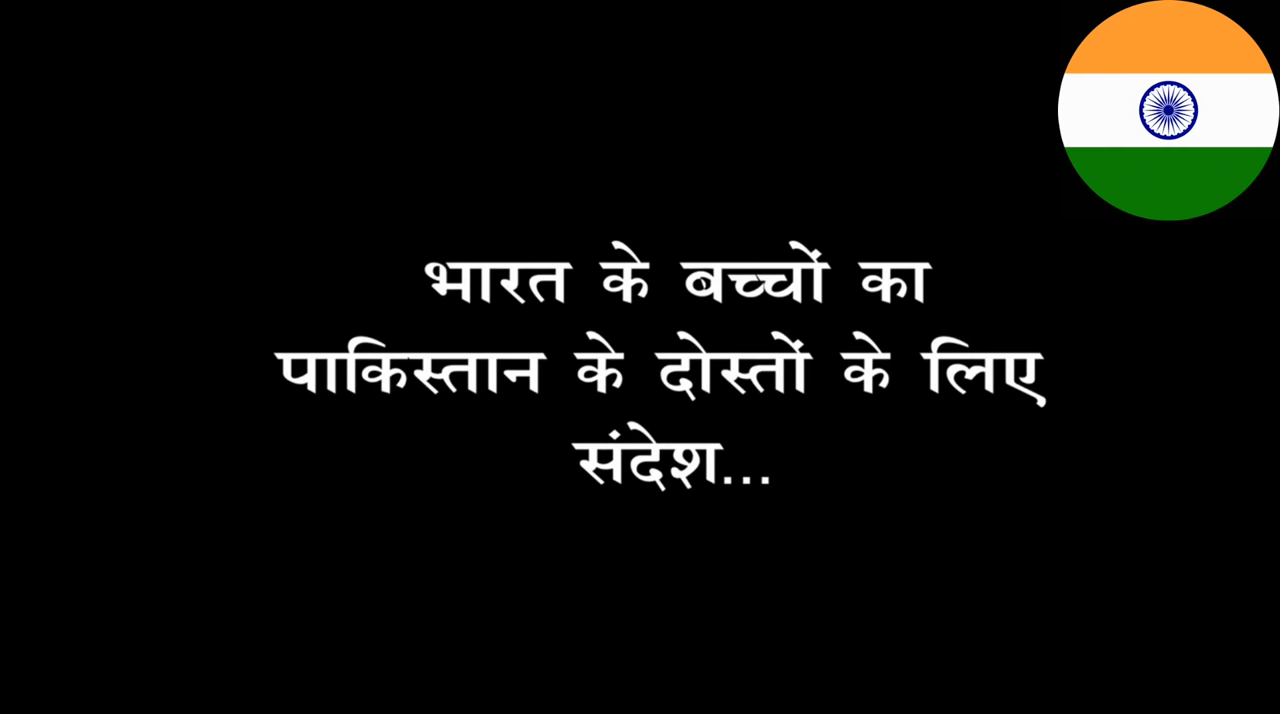 भारत के बच्चों का
पाकिस्तान के दोस्तों के लिए
संदेश...